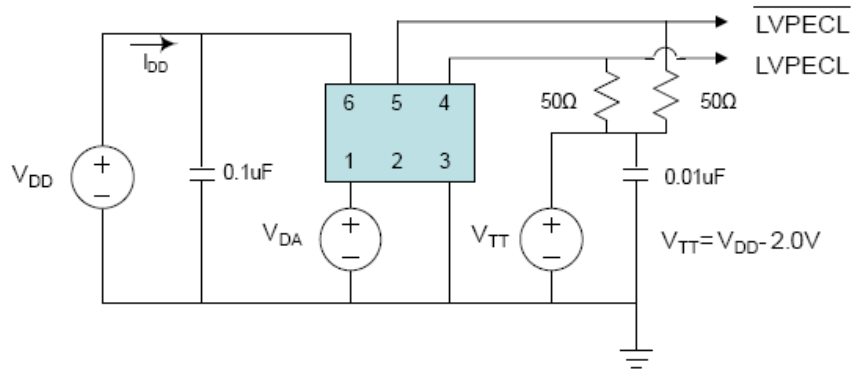 LVPECL
LVPECL
I_DD
6 5 4
1 2 3
50Ω
50Ω
V_DD
+
−
0.1uF
V_DA
+
−
V_TT
+
−
0.01uF
V_TT=V_DD- 2.0V